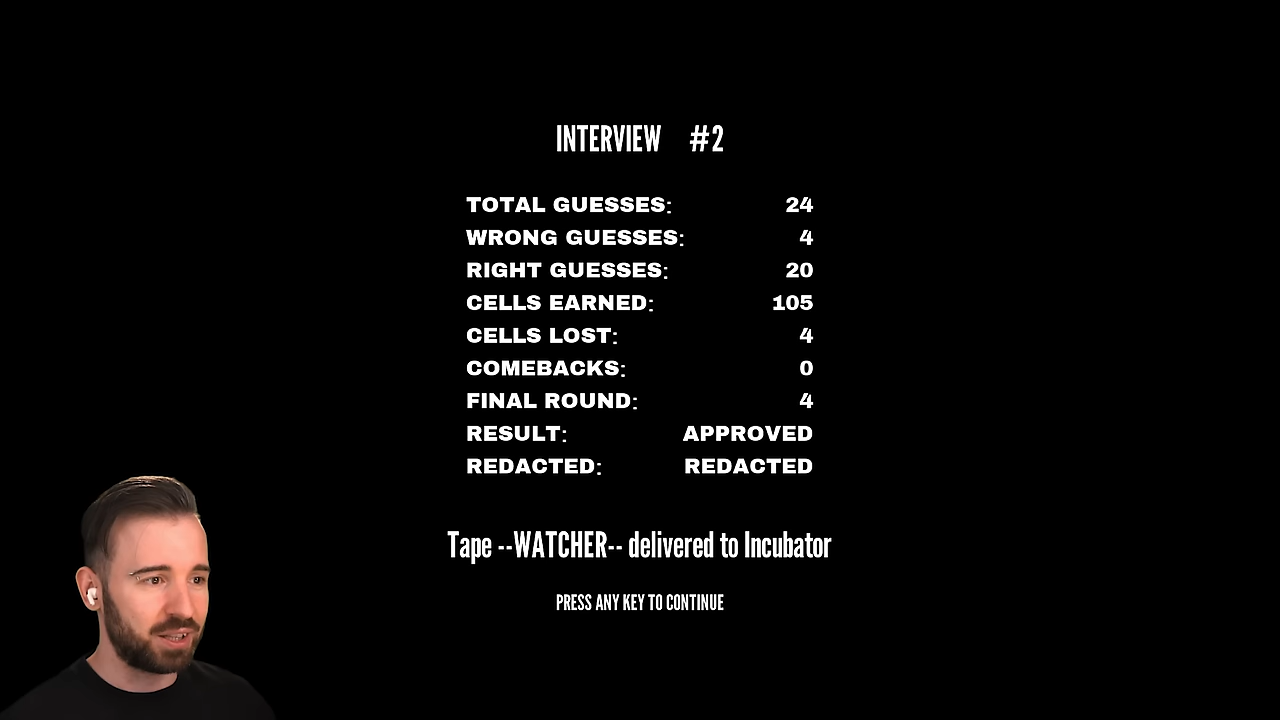 INTERVIEW #2
TOTAL GUESSES: 24
WRONG GUESSES: 4
RIGHT GUESSES: 20
CELLS EARNED: 105
CELLS LOST: 4
COMEBACKS: 0
FINAL ROUND: 4
RESULT: APPROVED
REDACTED: REDACTED
Tape --WATCHER-- delivered to Incubator
PRESS ANY KEY TO CONTINUE